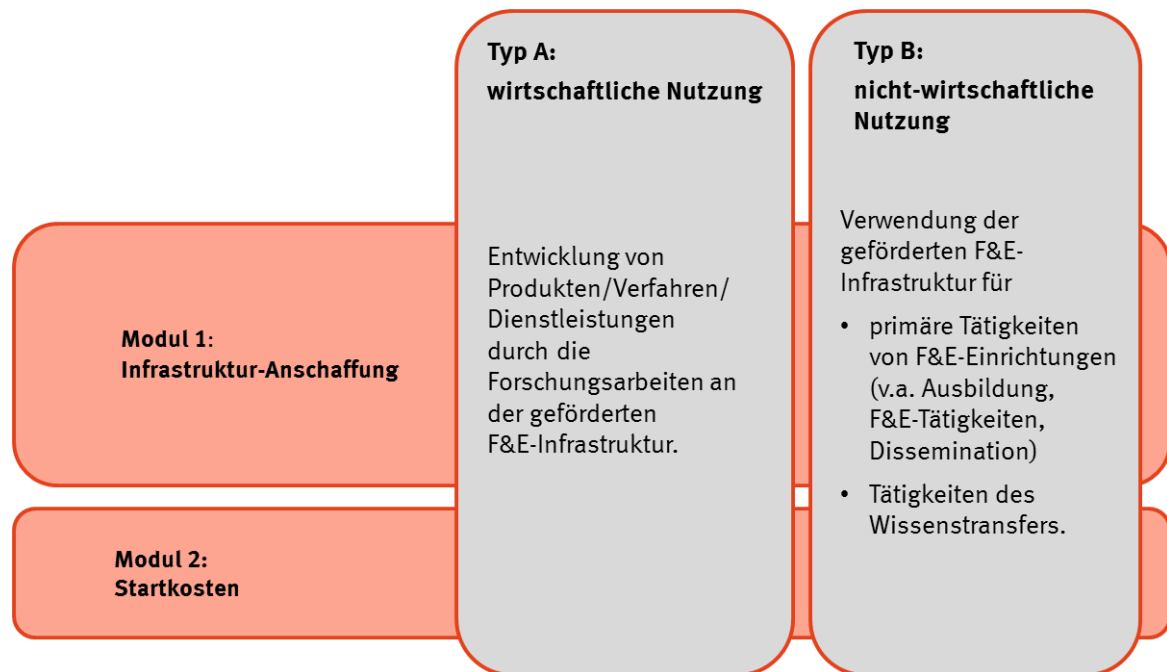 Typ A:
wirtschaftliche Nutzung
Typ B:
nicht-wirtschaftliche
Nutzung
Modul 1:
Infrastruktur-Anschaffung
Entwicklung von
Produkten/Verfahren/
Dienstleistungen
durch die
Forschungsarbeiten an
der geförderten
F&E-Infrastruktur.
Verwendung der
geförderten F&E-
Infrastruktur für
• primäre Tätigkeiten
von F&E-Einrichtungen
(v.a. Ausbildung,
F&E-Tätigkeiten,
Dissemination)
• Tätigkeiten des
Wissenstransfers.
Modul 2:
Startkosten